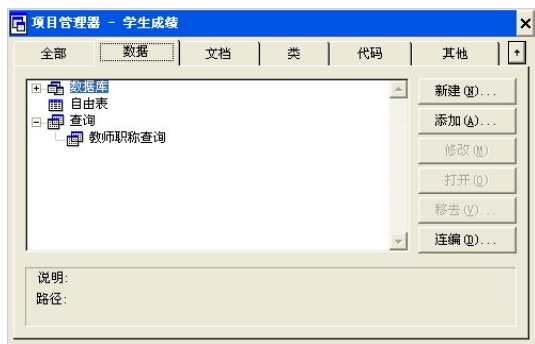 项目管理器 - 学生成绩
全部 数据 文档 类 代码 其他
数据库
自由表
查询
教师职称查询
新建(N)...
添加(A)...
修改(M)
打开(O)
移去(V)...
连编(D)...
说明:
路径: